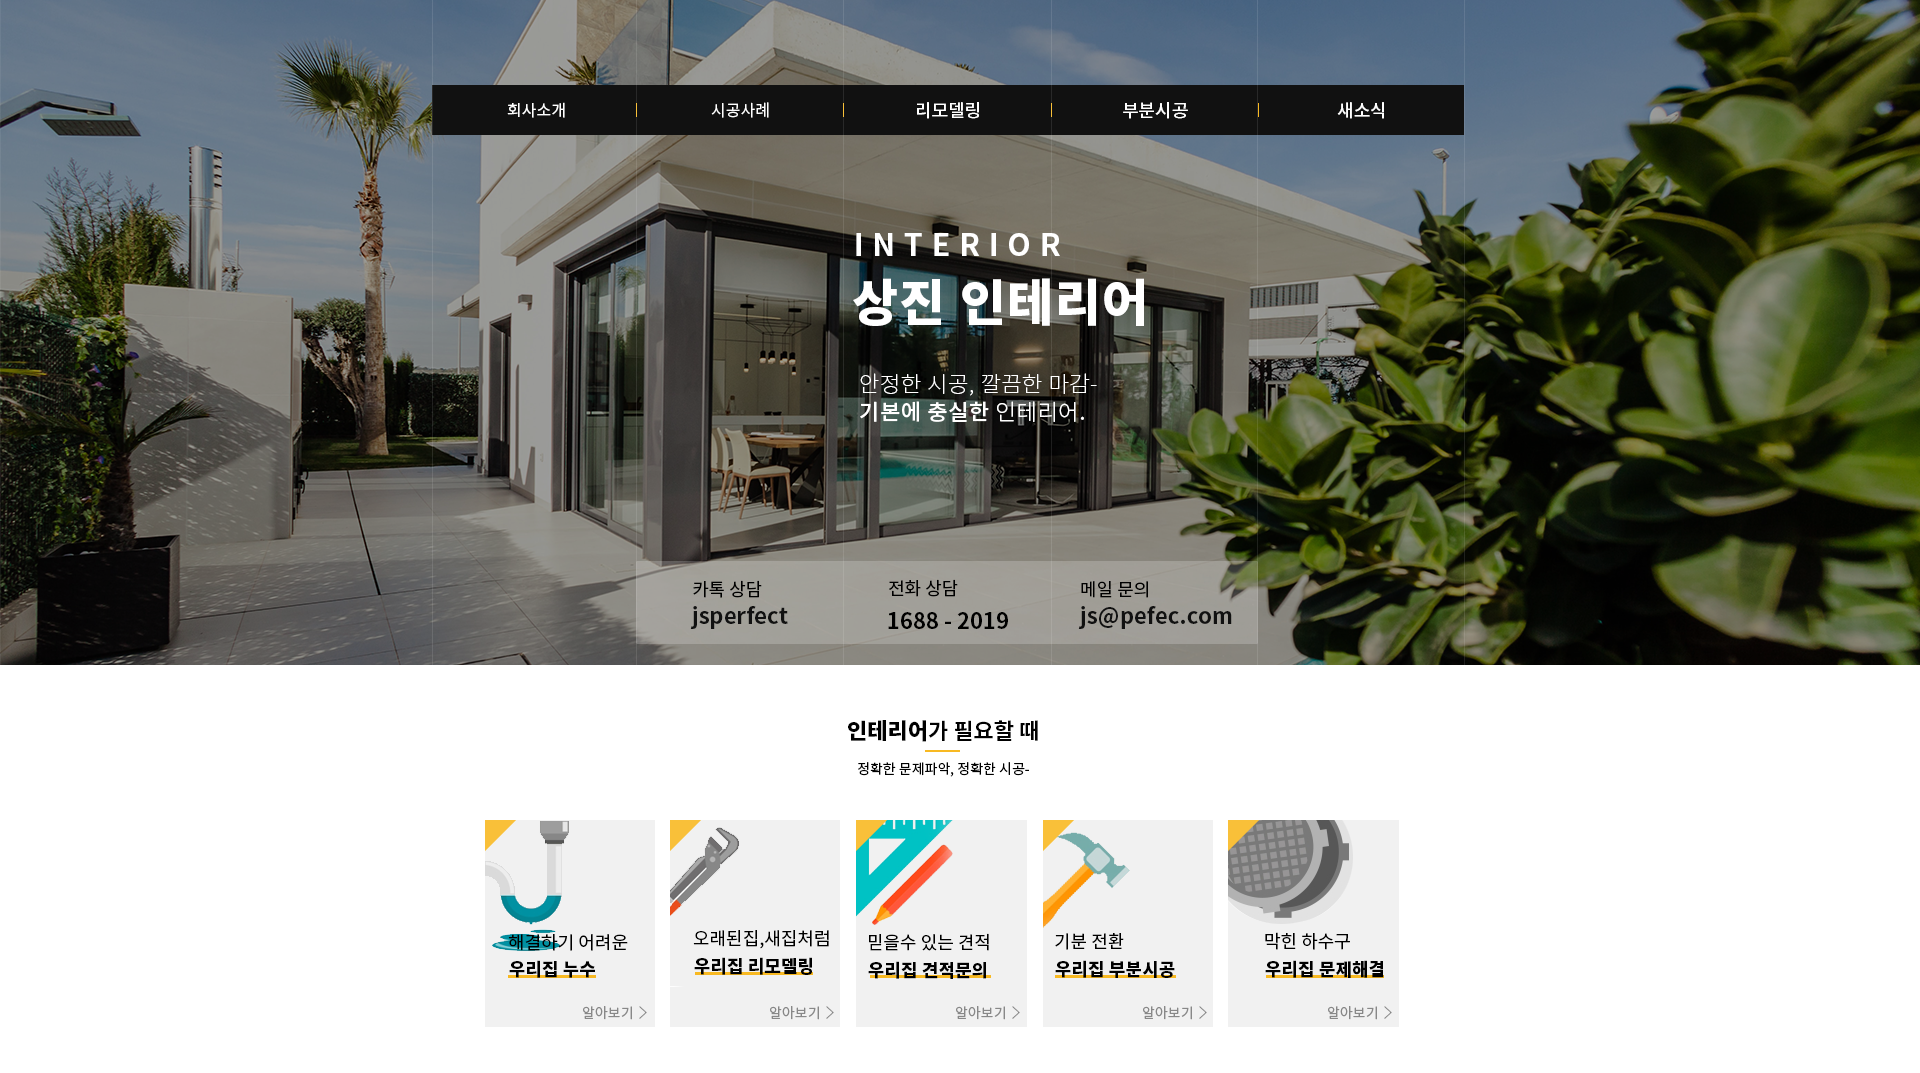 회사소개
시공사례
리모델링
부분시공
새소식
INTERIOR
상진 인테리어
안정한 시공, 깔끔한 마감-
기본에 충실한 인테리어.
카톡 상담
jsperfect
전화 상담
1688 - 2019
메일 문의
js@pefec.com
인테리어가 필요할 때
정확한 문제파악, 정확한 시공-
해결하기 어려운
우리집 누수
알아보기 >
오래된집,새집처럼
우리집 리모델링
알아보기 >
믿을수 있는 견적
우리집 견적문의
알아보기 >
기분 전환
우리집 부분시공
알아보기 >
막힌 하수구
우리집 문제해결
알아보기 >